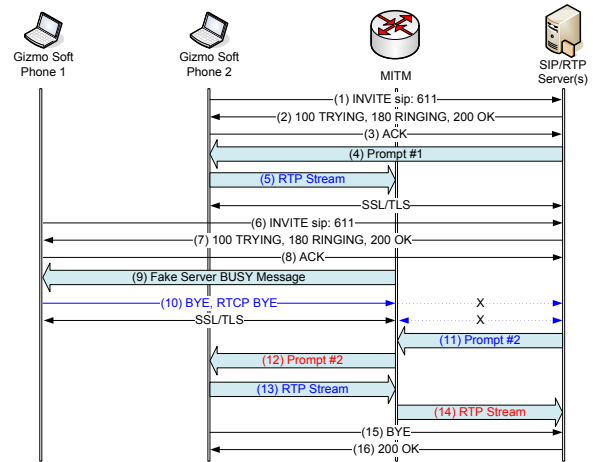 Gizmo Soft
Phone 1
Gizmo Soft
Phone 2
MITM
SIP/RTP
Server(s)
(1) INVITE sip: 611
(2) 100 TRYING, 180 RINGING, 200 OK
(3) ACK
(4) Prompt #1
(5) RTP Stream
SSL/TLS
(6) INVITE sip: 611
(7) 100 TRYING, 180 RINGING, 200 OK
(8) ACK
(9) Fake Server BUSY Message
(10) BYE, RTCP BYE
X
SSL/TLS
X
(11) Prompt #2
(12) Prompt #2
(13) RTP Stream
(14) RTP Stream
(15) BYE
(16) 200 OK